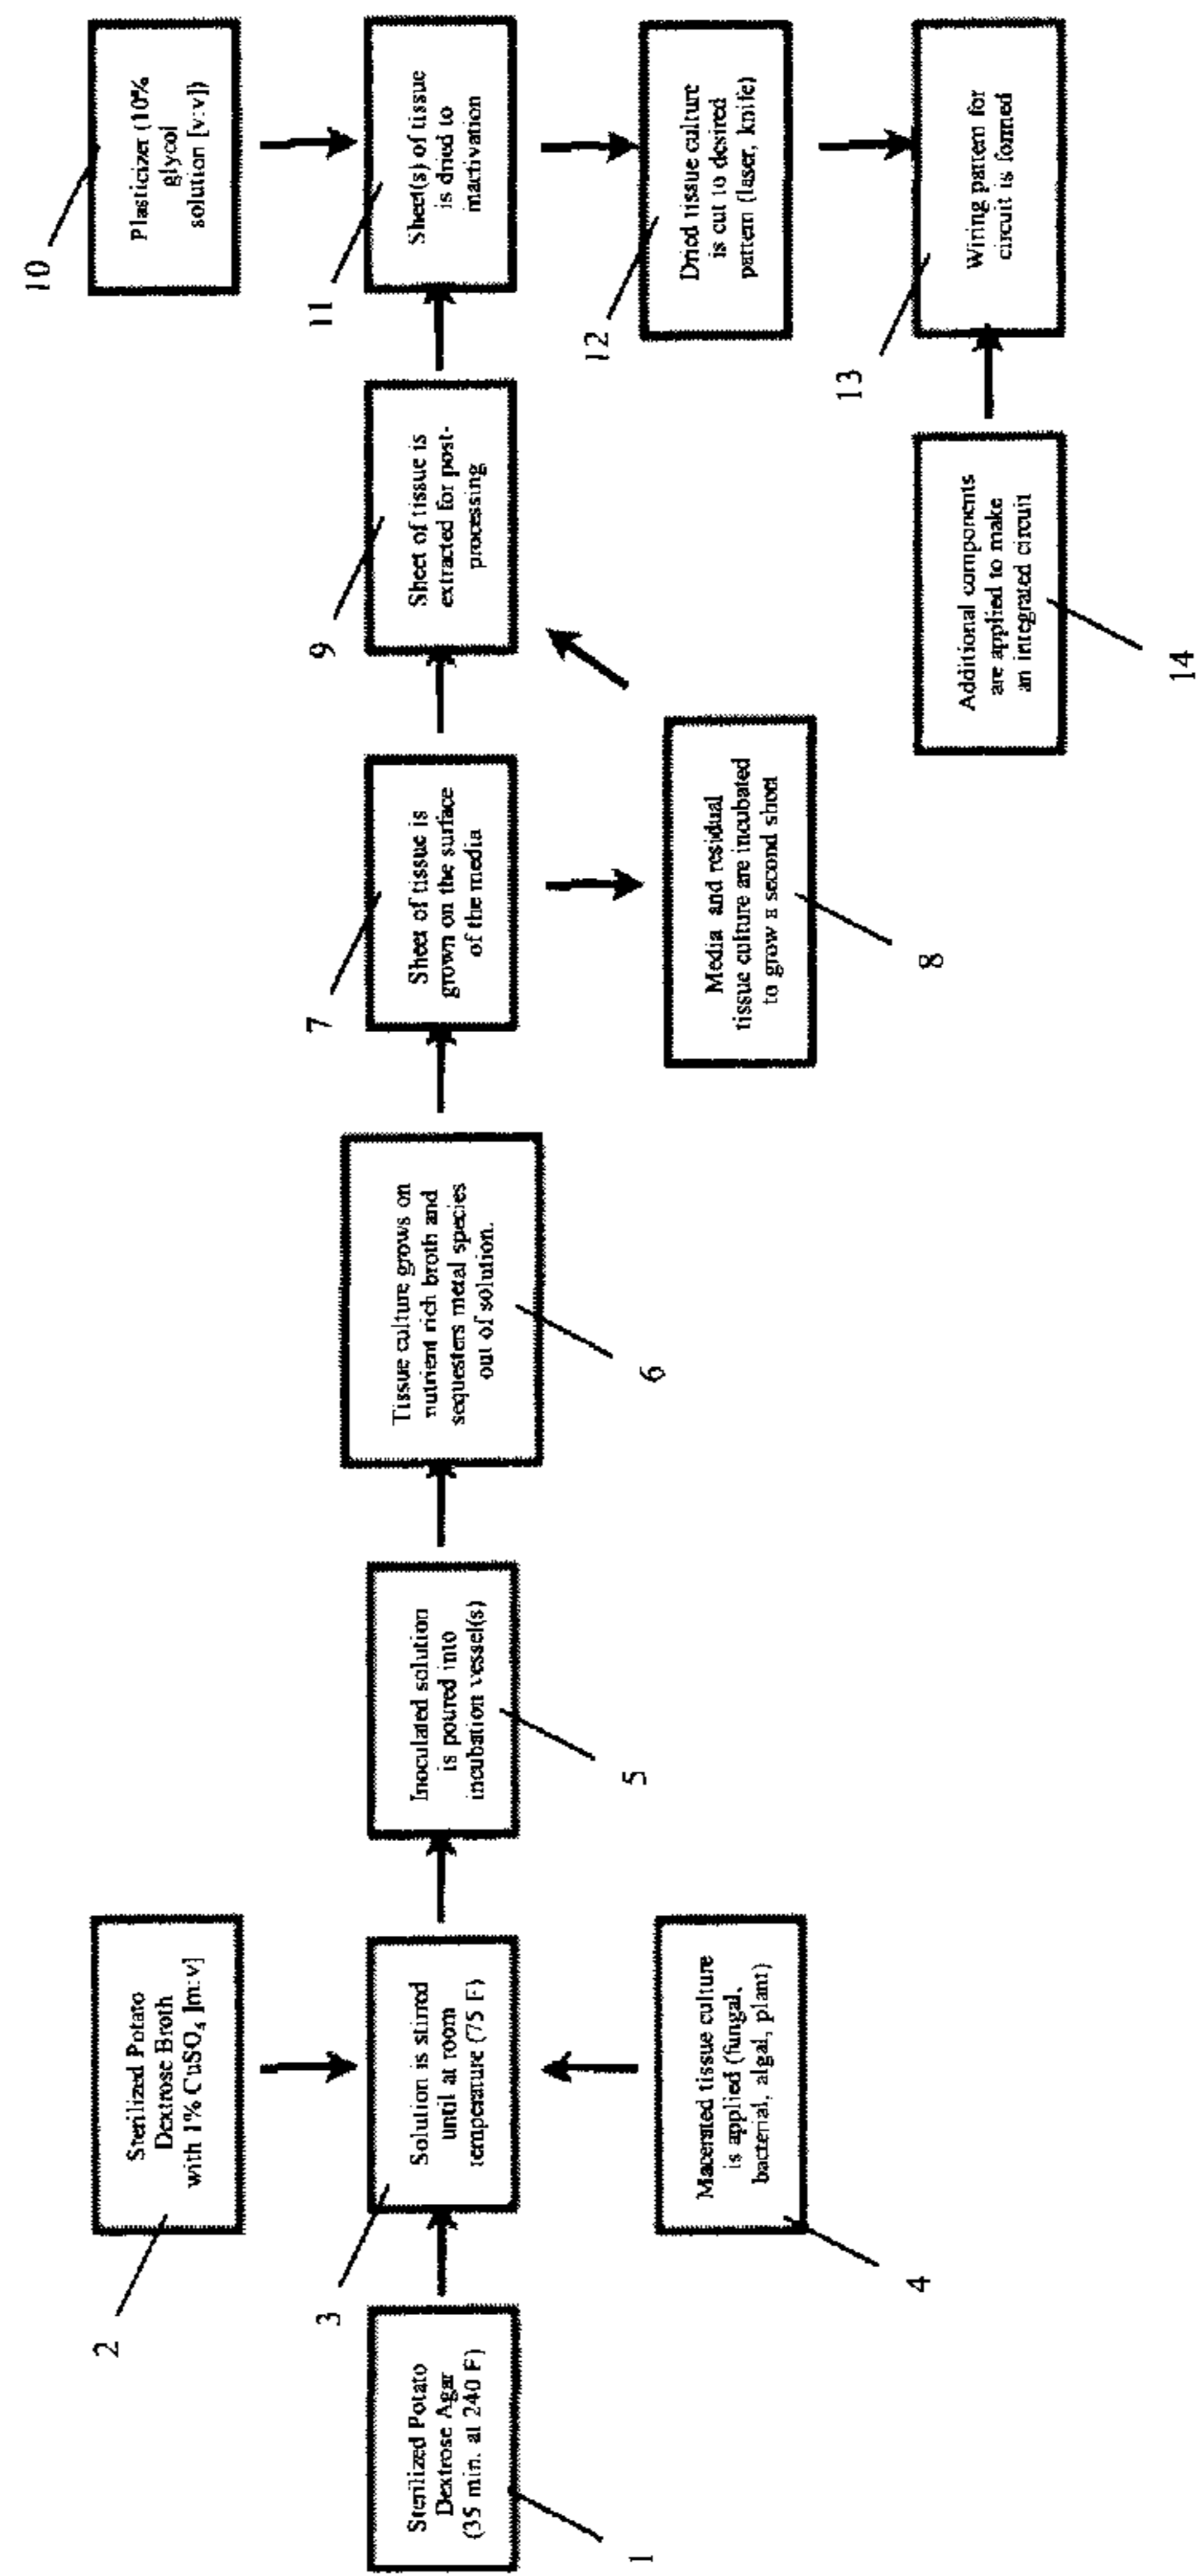 1
Sterilized Potato
Dextrose Agar
(35 min. at 240 F)
2
Sterilized Potato
Dextrose Broth
with 1% CuSO₄ [m:v]
3
Solution is stirred
until at room
temperature (75 F)
4
Macerated tissue culture
is applied (fungal,
bacterial, algal, plant)
5
Inoculated solution
is poured into
incubation vessel(s)
6
Tissue culture grows on
nutrient rich broth and
sequesters metal species
out of solution.
7
Sheet of tissue is
grown on the surface
of the media
8
Media and residual
tissue culture are incubated
to grow a second sheet
9
Sheet of tissue is
extracted for post-
processing
10
Plasticizer (10%
glycol
solution [v:v])
11
Sheet(s) of tissue
is dried to
inactivation
12
Dried tissue culture
is cut to desired
pattern (laser, knife)
13
Wiring pattern for
circuit is formed
14
Additional components
are applied to make
an integrated circuit